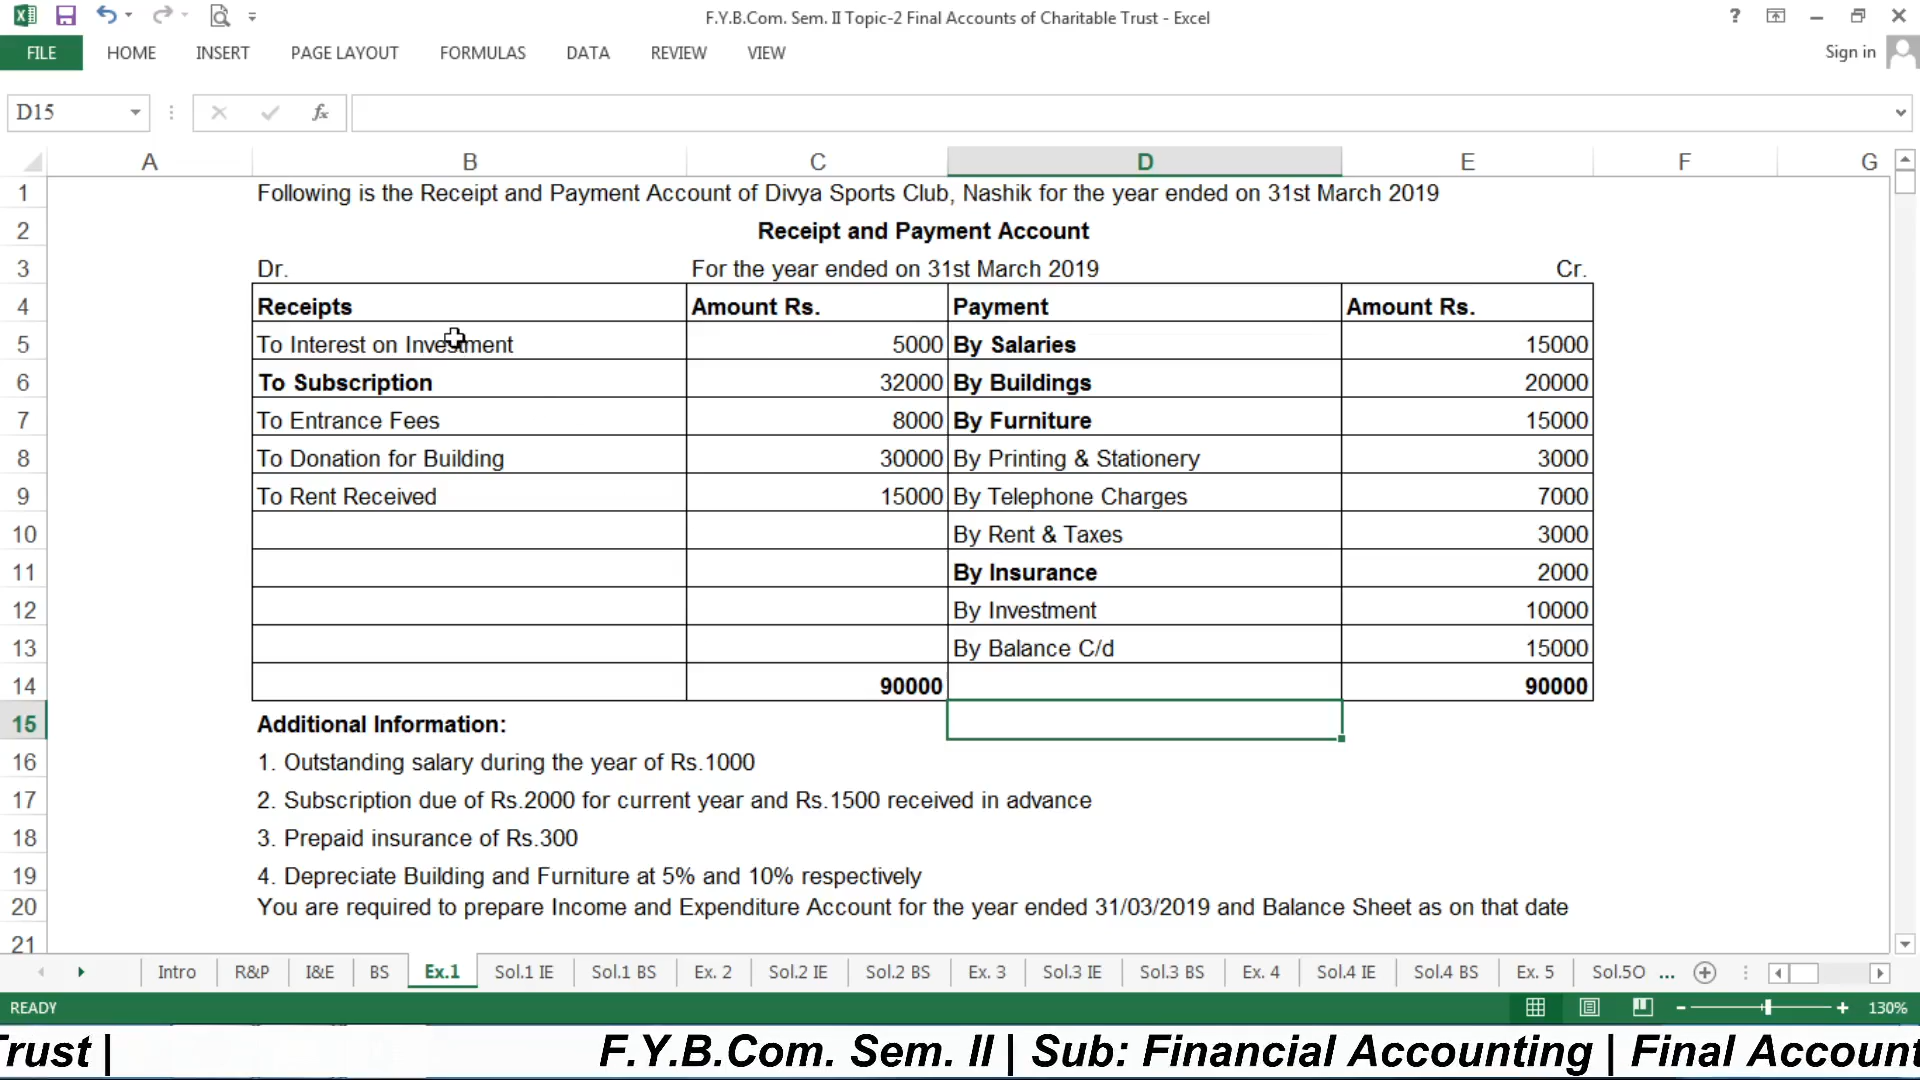 F.Y.B.Com. Sem. II Topic-2 Final Accounts of Charitable Trust - Excel
?
FILE HOME INSERT PAGE LAYOUT FORMULAS DATA REVIEW VIEW Sign in
D15 fx
A B C D E F G
1 Following is the Receipt and Payment Account of Divya Sports Club, Nashik for the year ended on 31st March 2019
2 Receipt and Payment Account
3 Dr. For the year ended on 31st March 2019 Cr.
4 Receipts Amount Rs. Payment Amount Rs.
5 To Interest on Investment 5000 By Salaries 15000
6 To Subscription 32000 By Buildings 20000
7 To Entrance Fees 8000 By Furniture 15000
8 To Donation for Building 30000 By Printing & Stationery 3000
9 To Rent Received 15000 By Telephone Charges 7000
10 By Rent & Taxes 3000
11 By Insurance 2000
12 By Investment 10000
13 By Balance C/d 15000
14 90000 90000
15 Additional Information:
16 1. Outstanding salary during the year of Rs.1000
17 2. Subscription due of Rs.2000 for current year and Rs.1500 received in advance
18 3. Prepaid insurance of Rs.300
19 4. Depreciate Building and Furniture at 5% and 10% respectively
20 You are required to prepare Income and Expenditure Account for the year ended 31/03/2019 and Balance Sheet as on that date
21
Intro R&P I&E BS Ex.1 Sol.1 IE Sol.1 BS Ex. 2 Sol.2 IE Sol.2 BS Ex. 3 Sol.3 IE Sol.3 BS Ex. 4 Sol.4 IE Sol.4 BS Ex. 5 Sol.5O ...
READY 130%
Trust | F.Y.B.Com. Sem. II | Sub: Financial Accounting | Final Account